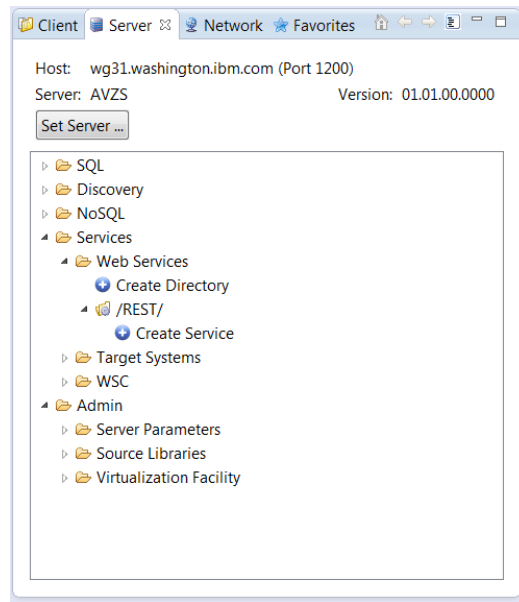 Client Server Network Favorites
Host: wg31.washington.ibm.com (Port 1200)
Server: AVZS Version: 01.01.00.0000
Set Server ...
SQL
Discovery
NoSQL
Services
Web Services
Create Directory
/REST/
Create Service
Target Systems
WSC
Admin
Server Parameters
Source Libraries
Virtualization Facility